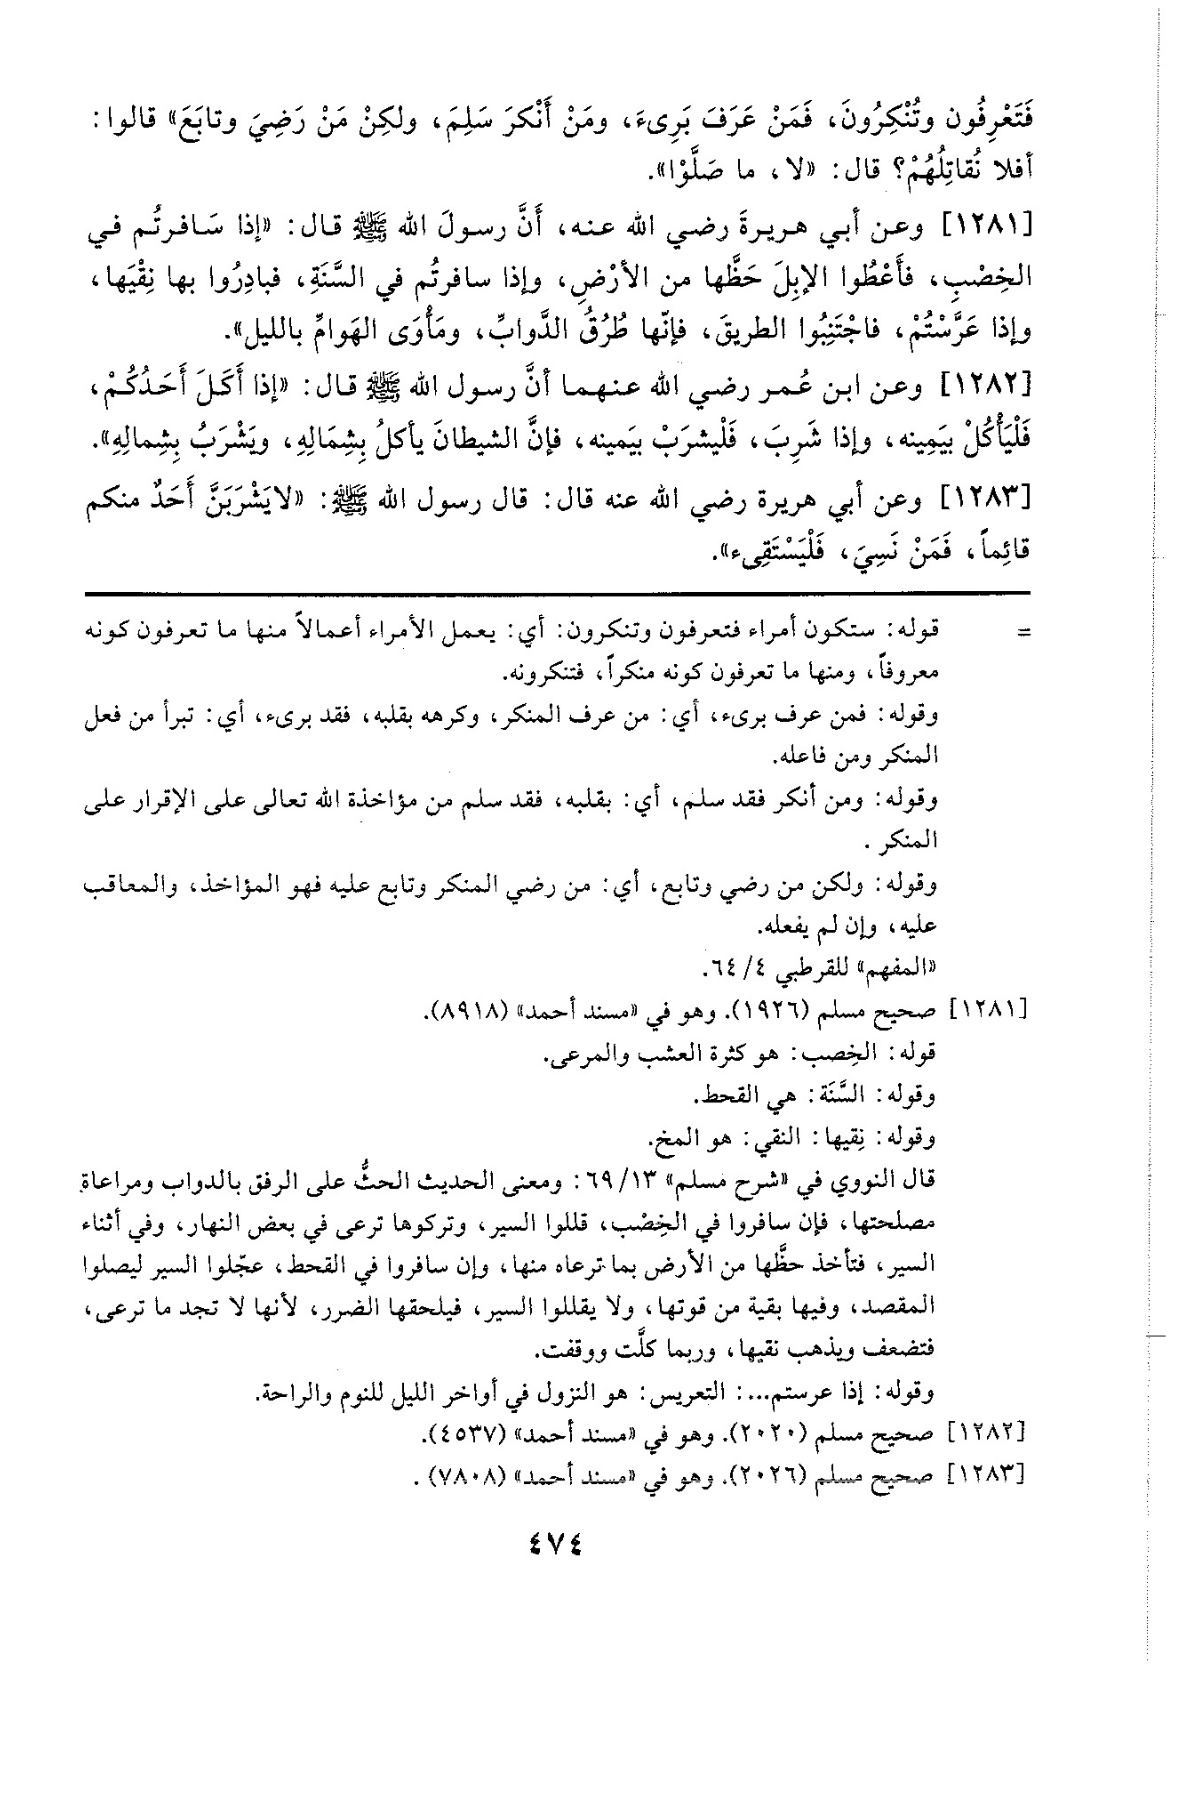 فَتَعْرِفُون وتُنْكِرُونَ، فَمَنْ عَرَفَ بَرِىءَ، ومَنْ أَنْكرَ سَلِمَ، ولكِنْ مَنْ رَضِيَ وتابَعَ» قالوا:
أفلا نُقاتِلُهُمْ؟ قال: «لا، ما صَلَّوْا».
[١٢٨١] وعن أبي هريرةَ رضي الله عنه، أَنَّ رسولَ الله ﷺ قال: «إذا سَافرتُم في
الخِصْبِ، فأَعْطُوا الإبِلَ حَظَّها من الأرْضِ، وإذا سافرتُم في السَّنَةِ، فبادِرُوا بها نِقْيَها،
وإذا عَرَّسْتُمْ، فاجْتَنِبُوا الطريقَ، فإنّها طُرُقُ الدَّوابِّ، ومَأْوَى الهَوامِّ بالليل».
[١٢٨٢] وعن ابن عُمر رضي الله عنهما أنَّ رسول الله ﷺ قال: «إذا أَكَلَ أَحَدُكُمْ،
فَلْيَأْكُلْ بيَمِينه، وإذا شَرِبَ، فَلْيشرَبْ بيَمينه، فإنَّ الشيطانَ يأكلُ بِشِمَالِهِ، ويَشْرَبُ بِشِمالِهِ».
[١٢٨٣] وعن أبي هريرة رضي الله عنه قال: قال رسول الله ﷺ: «لايَشْرَبَنَّ أَحَدٌ منكم
قائِماً، فَمَنْ نَسِيَ، فَلْيَسْتَقِىء».
= قوله: ستكون أمراء فتعرفون وتنكرون: أي: يعمل الأمراء أعمالاً منها ما تعرفون كونه
معروفاً، ومنها ما تعرفون كونه منكراً، فتنكرونه.
وقوله: فمن عرف برىء، أي: من عرف المنكر، وكرهه بقلبه، فقد برىء، أي: تبرأ من فعل
المنكر ومن فاعله.
وقوله: ومن أنكر فقد سلم، أي: بقلبه، فقد سلم من مؤاخذة الله تعالى على الإقرار على
المنكر.
وقوله: ولكن من رضي وتابع، أي: من رضي المنكر وتابع عليه فهو المؤاخذ، والمعاقب
عليه، وإن لم يفعله.
«المفهم» للقرطبي ٤/ ٦٤.
[١٢٨١] صحيح مسلم (١٩٢٦). وهو في «مسند أحمد» (٨٩١٨).
قوله: الخِصب: هو كثرة العشب والمرعى.
وقوله: السَّنَة: هي القحط.
وقوله: نِقيها: النقي: هو المخ.
قال النووي في «شرح مسلم» ١٣/ ٦٩: ومعنى الحديث الحثُّ على الرفق بالدواب ومراعاة
مصلحتها، فإن سافروا في الخِصْب، قللوا السير، وتركوها ترعى في بعض النهار، وفي أثناء
السير، فتأخذ حظَّها من الأرض بما ترعاه منها، وإن سافروا في القحط، عجّلوا السير ليصلوا
المقصد، وفيها بقية من قوتها، ولا يقللوا السير، فيلحقها الضرر، لأنها لا تجد ما ترعى،
فتضعف ويذهب نقيها، وربما كلَّت ووقفت.
وقوله: إذا عرستم...: التعريس: هو النزول في أواخر الليل للنوم والراحة.
[١٢٨٢] صحيح مسلم (٢٠٢٠). وهو في «مسند أحمد» (٤٥٣٧).
[١٢٨٣] صحيح مسلم (٢٠٢٦). وهو في «مسند أحمد» (٧٨٠٨).
٤٧٤